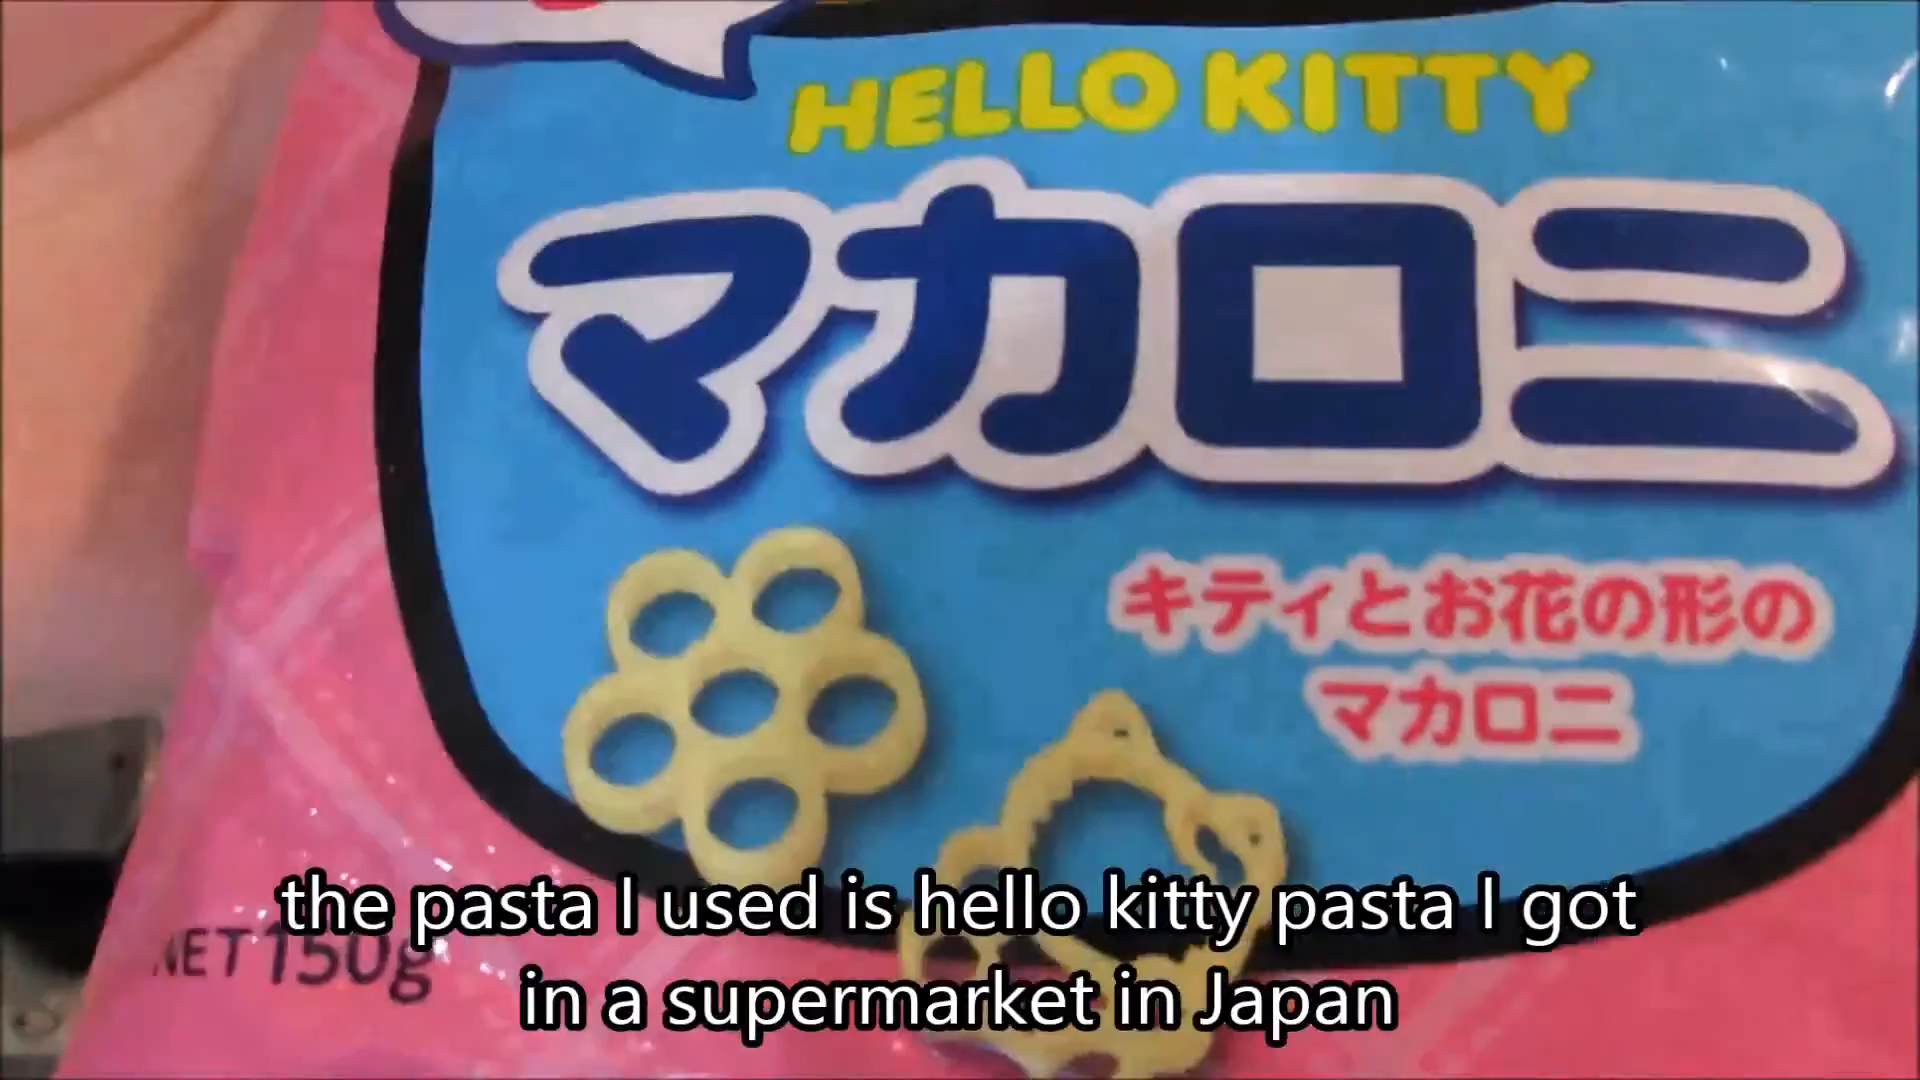 HELLO KITTY
マカロニ
キティとお花の形の
マカロニ
NET 150g
the pasta I used is hello kitty pasta I got
in a supermarket in Japan